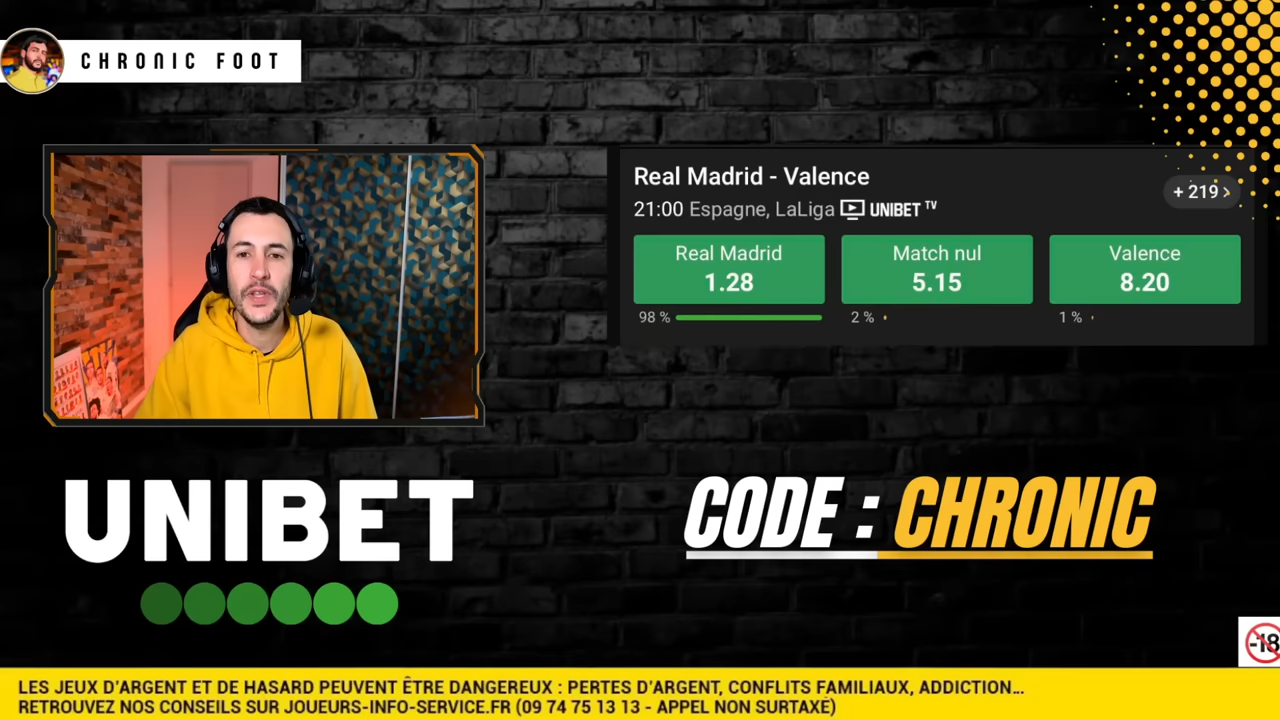 CHRONIC FOOT
Real Madrid - Valence
+ 219 ›
21:00 Espagne, LaLiga UNIBET TV
Real Madrid
1.28
Match nul
5.15
Valence
8.20
98 %
2 %
1 %
UNIBET
CODE : CHRONIC
-18
LES JEUX D'ARGENT ET DE HASARD PEUVENT ÊTRE DANGEREUX : PERTES D'ARGENT, CONFLITS FAMILIAUX, ADDICTION...
RETROUVEZ NOS CONSEILS SUR JOUEURS-INFO-SERVICE.FR (09 74 75 13 13 - APPEL NON SURTAXÉ)